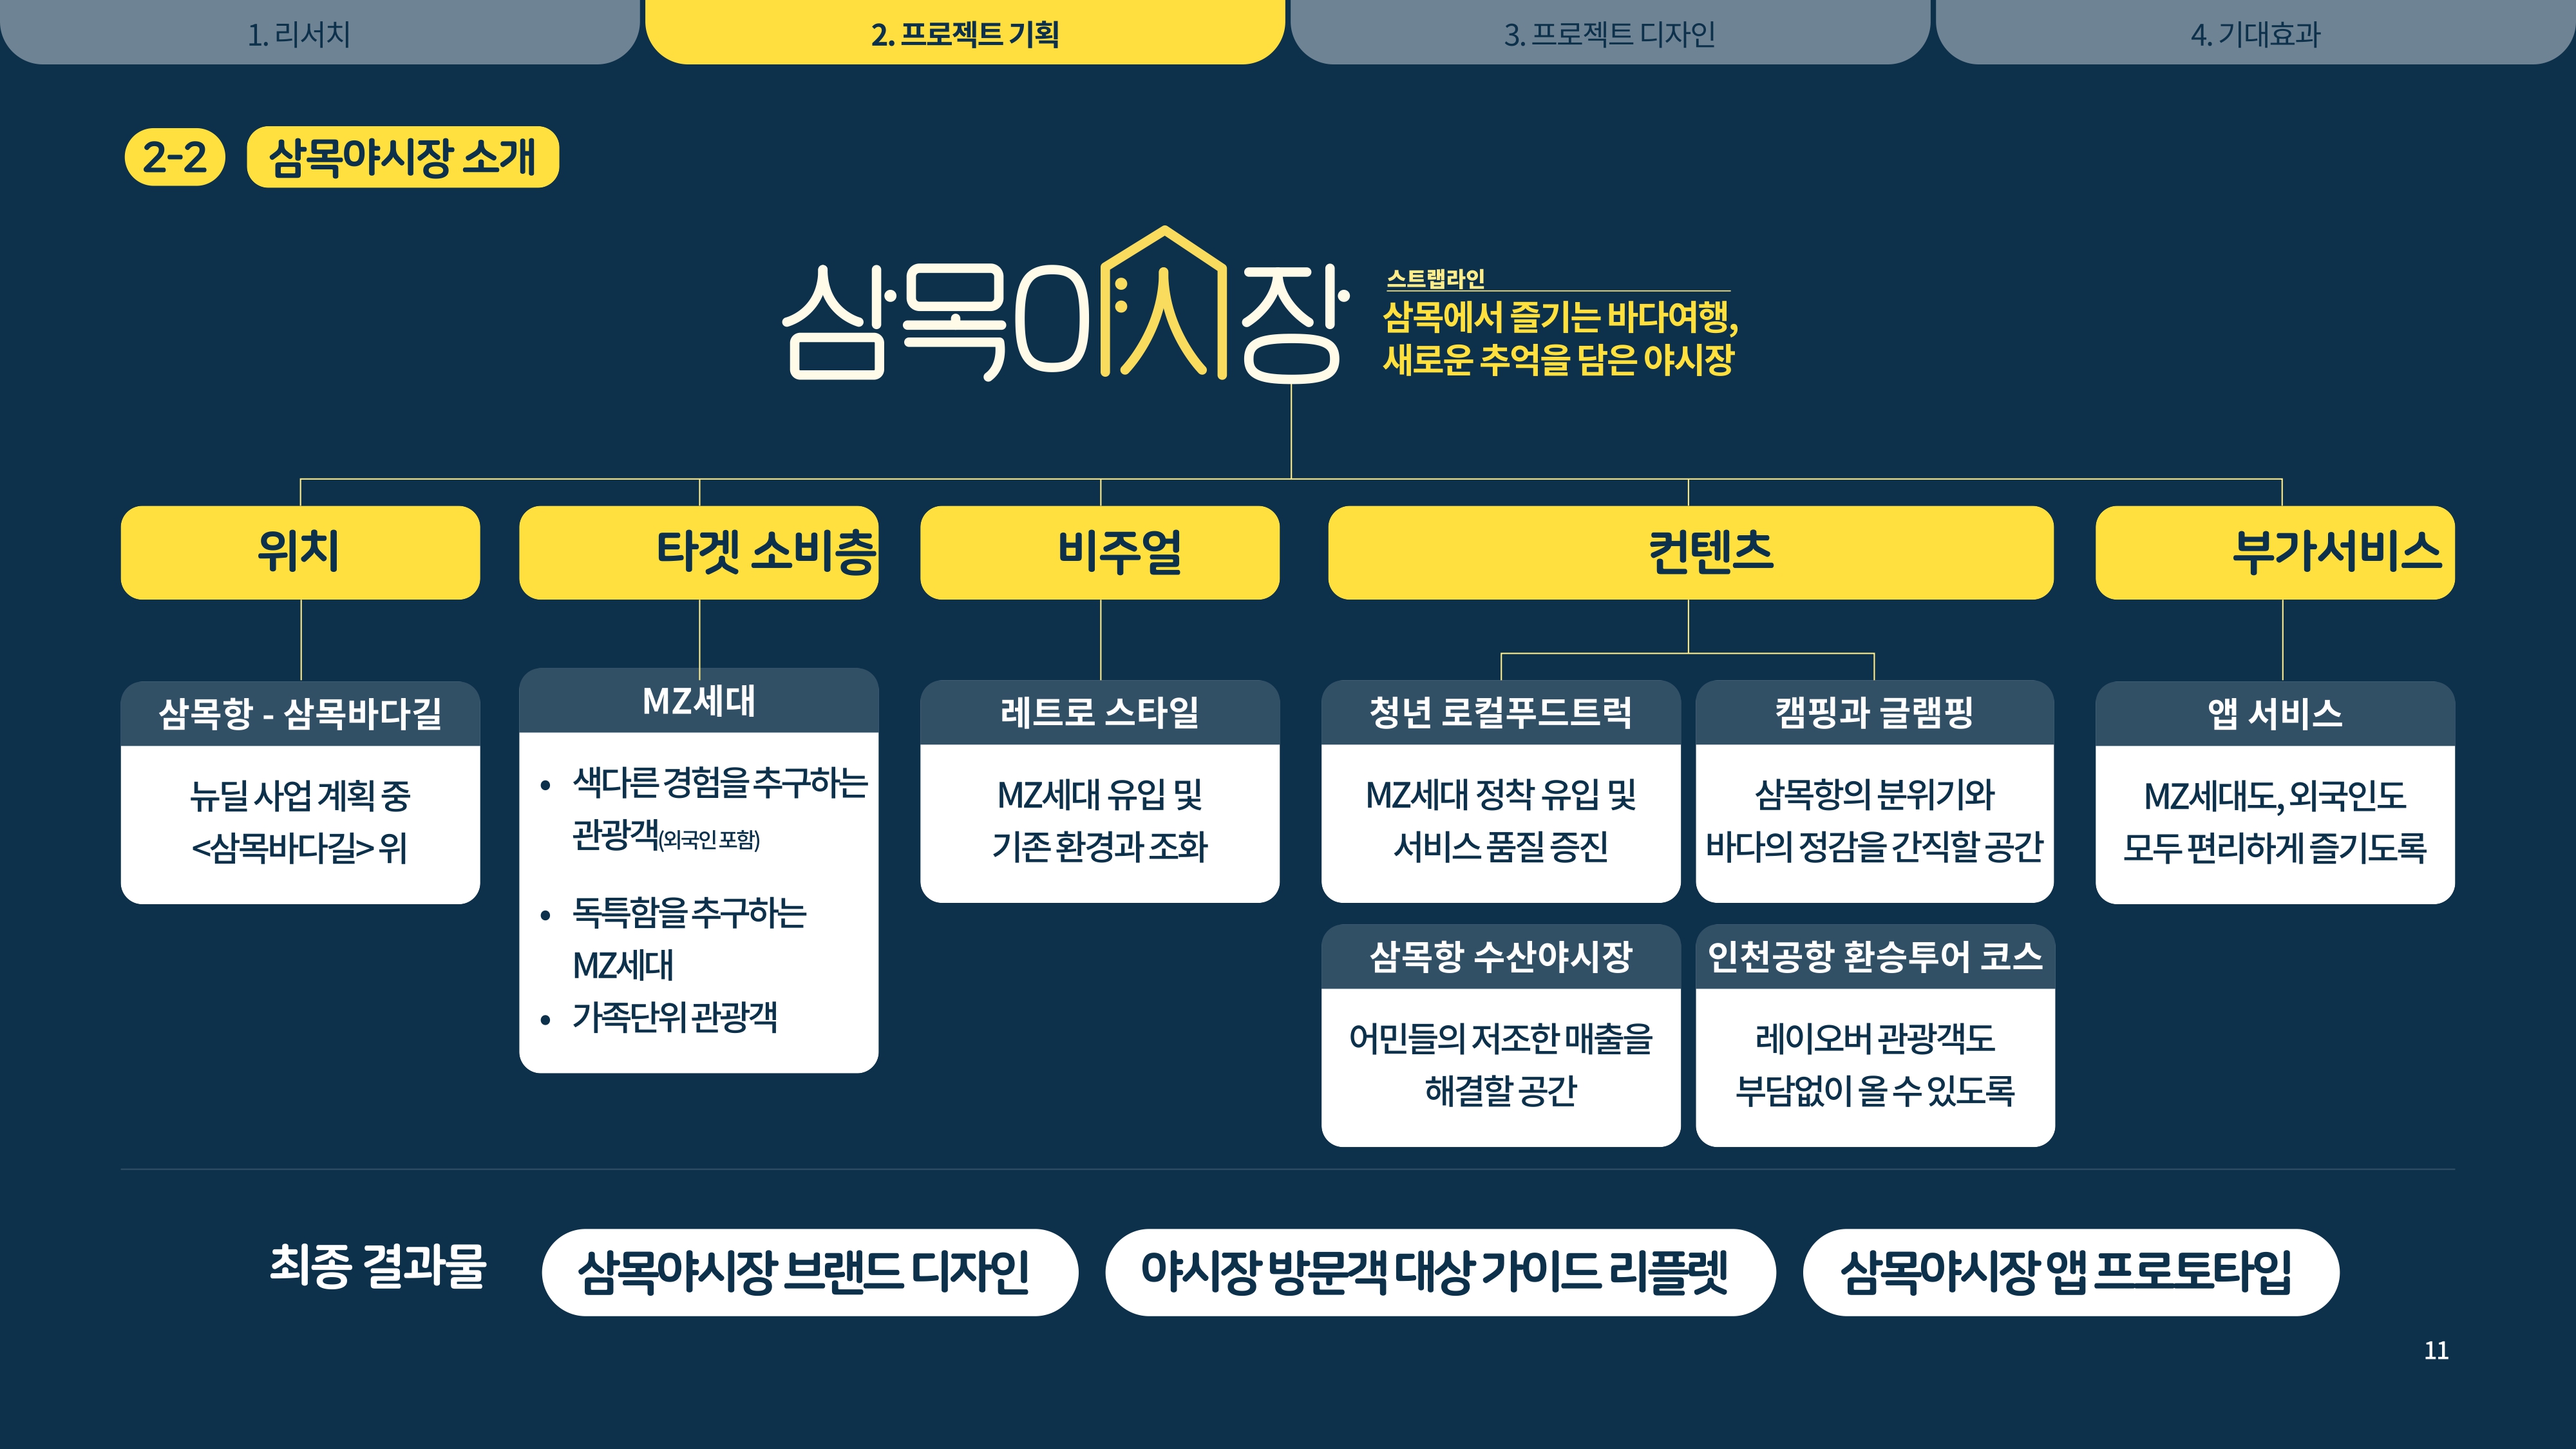 1. 리서치
2. 프로젝트 기획
3. 프로젝트 디자인
4. 기대효과
2-2
삼목야시장 소개
삼목야시장
스트랩라인
삼목에서 즐기는 바다여행,
새로운 추억을 담은 야시장
위치
타겟 소비층
비주얼
컨텐츠
부가서비스
삼목항 - 삼목바다길
뉴딜 사업 계획 중
<삼목바다길> 위
MZ세대
• 색다른 경험을 추구하는
관광객(외국인 포함)
• 독특함을 추구하는
MZ세대
• 가족단위 관광객
레트로 스타일
MZ세대 유입 및
기존 환경과 조화
청년 로컬푸드트럭
MZ세대 정착 유입 및
서비스 품질 증진
캠핑과 글램핑
삼목항의 분위기와
바다의 정감을 간직할 공간
삼목항 수산야시장
어민들의 저조한 매출을
해결할 공간
인천공항 환승투어 코스
레이오버 관광객도
부담없이 올 수 있도록
앱 서비스
MZ세대도, 외국인도
모두 편리하게 즐기도록
최종 결과물
삼목야시장 브랜드 디자인
야시장 방문객 대상 가이드 리플렛
삼목야시장 앱 프로토타입
11